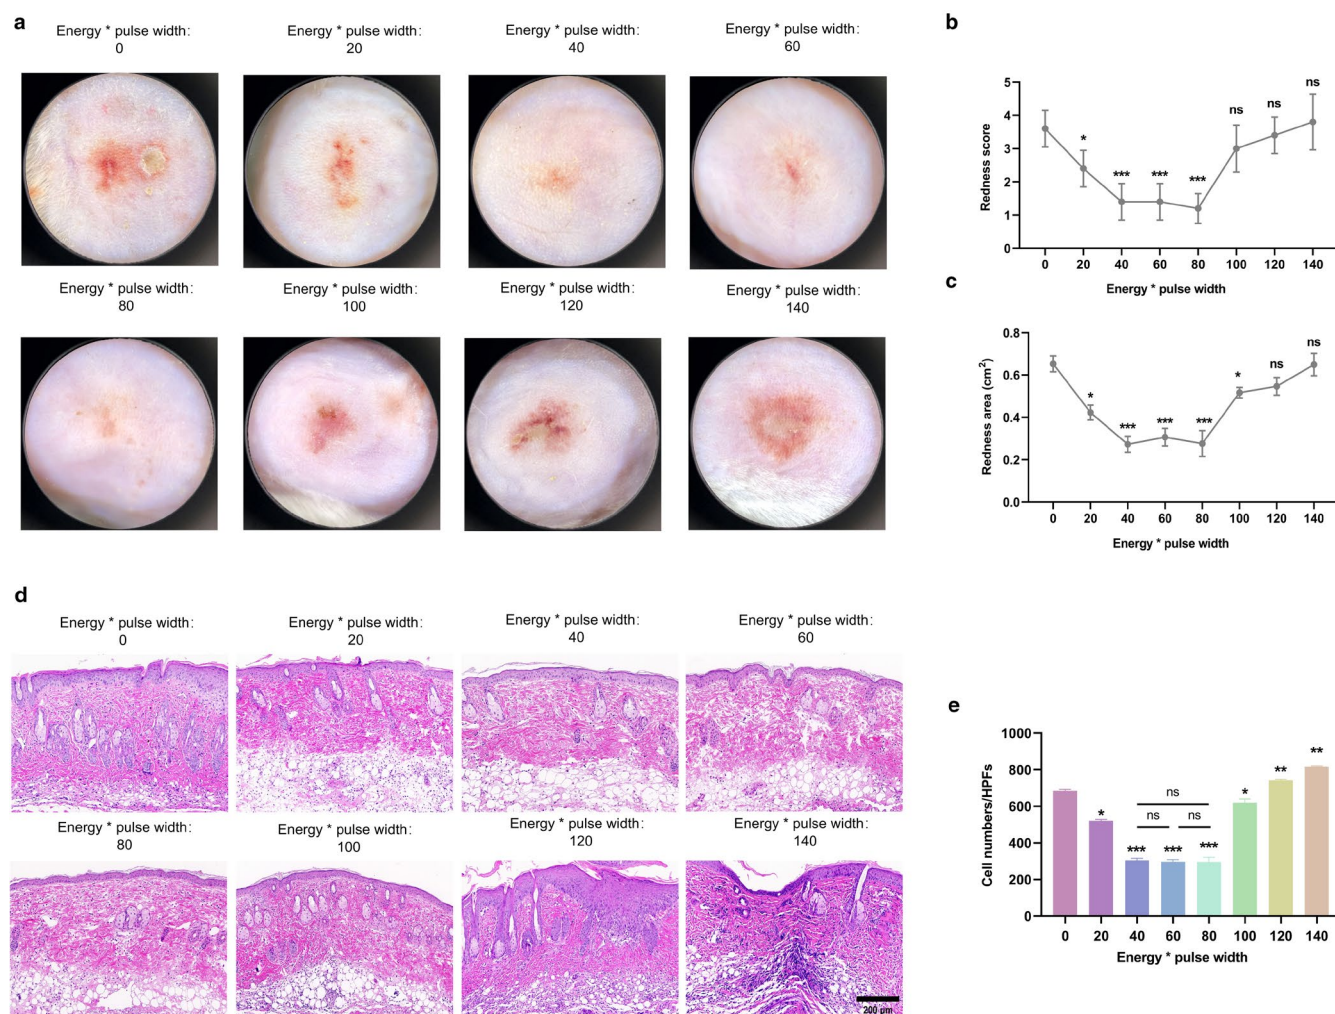 a
Energy * pulse width:
0
Energy * pulse width:
20
Energy * pulse width:
40
Energy * pulse width:
60
Energy * pulse width:
80
Energy * pulse width:
100
Energy * pulse width:
120
Energy * pulse width:
140
b
Redness score
5
4
3
2
1
0
* *** *** *** ns ns ns
0 20 40 60 80 100 120 140
Energy * pulse width
c
Redness area (cm²)
0.8
0.6
0.4
0.2
0.0
* *** *** *** * ns ns
0 20 40 60 80 100 120 140
Energy * pulse width
d
Energy * pulse width:
0
Energy * pulse width:
20
Energy * pulse width:
40
Energy * pulse width:
60
Energy * pulse width:
80
Energy * pulse width:
100
Energy * pulse width:
120
Energy * pulse width:
140
200 μm
e
Cell numbers/HPFs
1000
800
600
400
200
0
ns
ns ns
* *** *** *** * ** **
0 20 40 60 80 100 120 140
Energy * pulse width